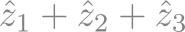 ẑ₁ + ẑ₂ + ẑ₃